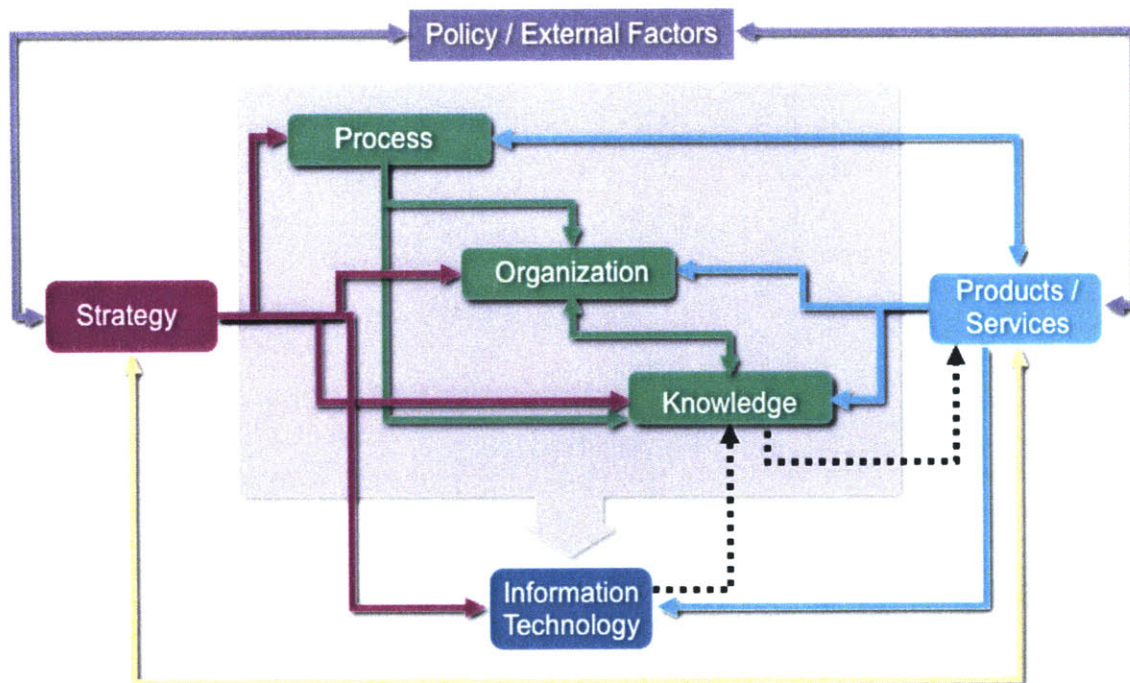 Policy / External Factors
Process
Organization
Strategy
Products /
Services
Knowledge
Information
Technology